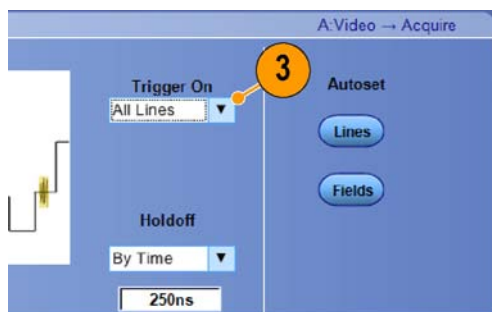 A:Video → Acquire
3
Trigger On
All Lines
Autoset
Lines
Fields
Holdoff
By Time
250ns